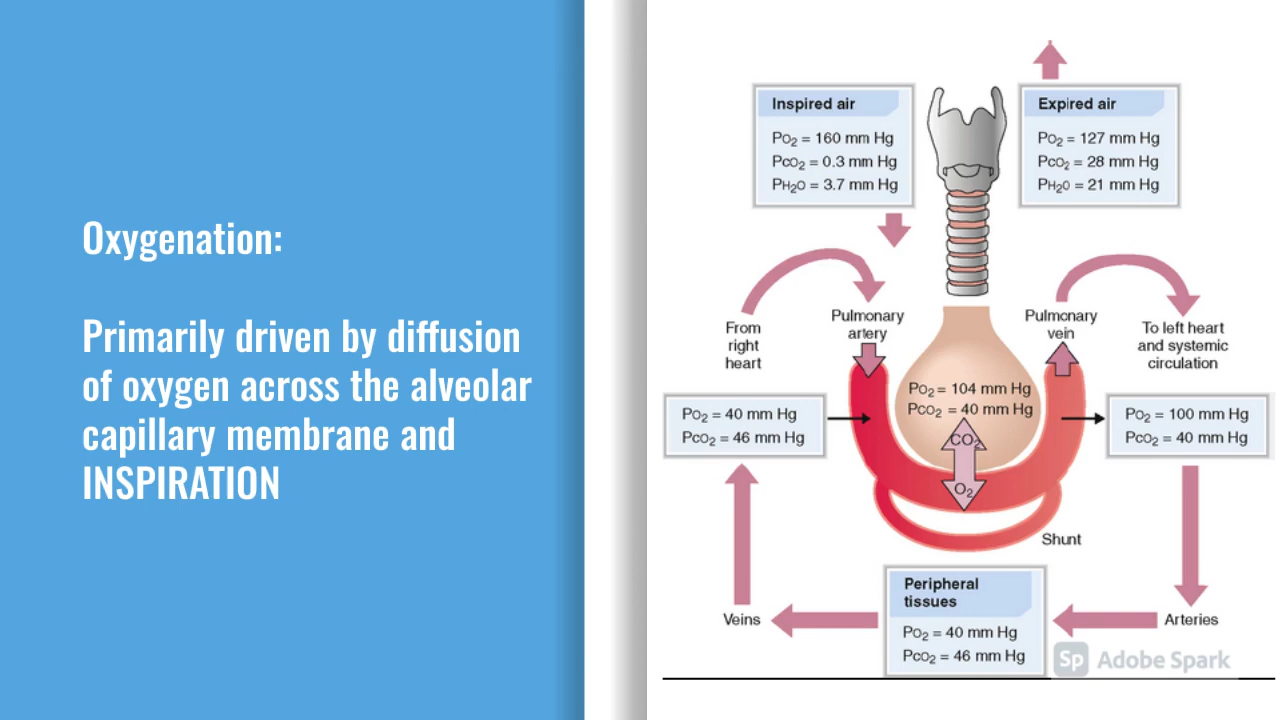 Oxygenation:
Primarily driven by diffusion
of oxygen across the alveolar
capillary membrane and
INSPIRATION
Inspired air
PO₂ = 160 mm Hg
PCO₂ = 0.3 mm Hg
PH₂O = 3.7 mm Hg
Expired air
PO₂ = 127 mm Hg
PCO₂ = 28 mm Hg
PH₂O = 21 mm Hg
From
right
heart
Pulmonary
artery
Pulmonary
vein
To left heart
and systemic
circulation
PO₂ = 40 mm Hg
PCO₂ = 46 mm Hg
PO₂ = 104 mm Hg
PCO₂ = 40 mm Hg
CO₂
O₂
PO₂ = 100 mm Hg
PCO₂ = 40 mm Hg
Shunt
Veins
Peripheral
tissues
PO₂ = 40 mm Hg
PCO₂ = 46 mm Hg
Arteries
Sp Adobe Spark